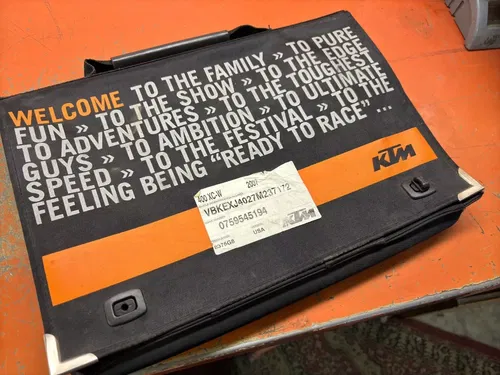 WELCOME TO THE FAMILY » TO PURE
FUN » TO THE SHOW » TO THE EDGE
TO ADVENTURES » TO THE TOUGHEST
GUYS » TO AMBITION » TO ULTIMATE
SPEED » TO THE FESTIVAL » TO THE
FEELING BEING "READY TO RACE" ...
KTM
400 XC-W 2007
VBKEXJ4027M237172
0759545194
0375G8 USA
KTM